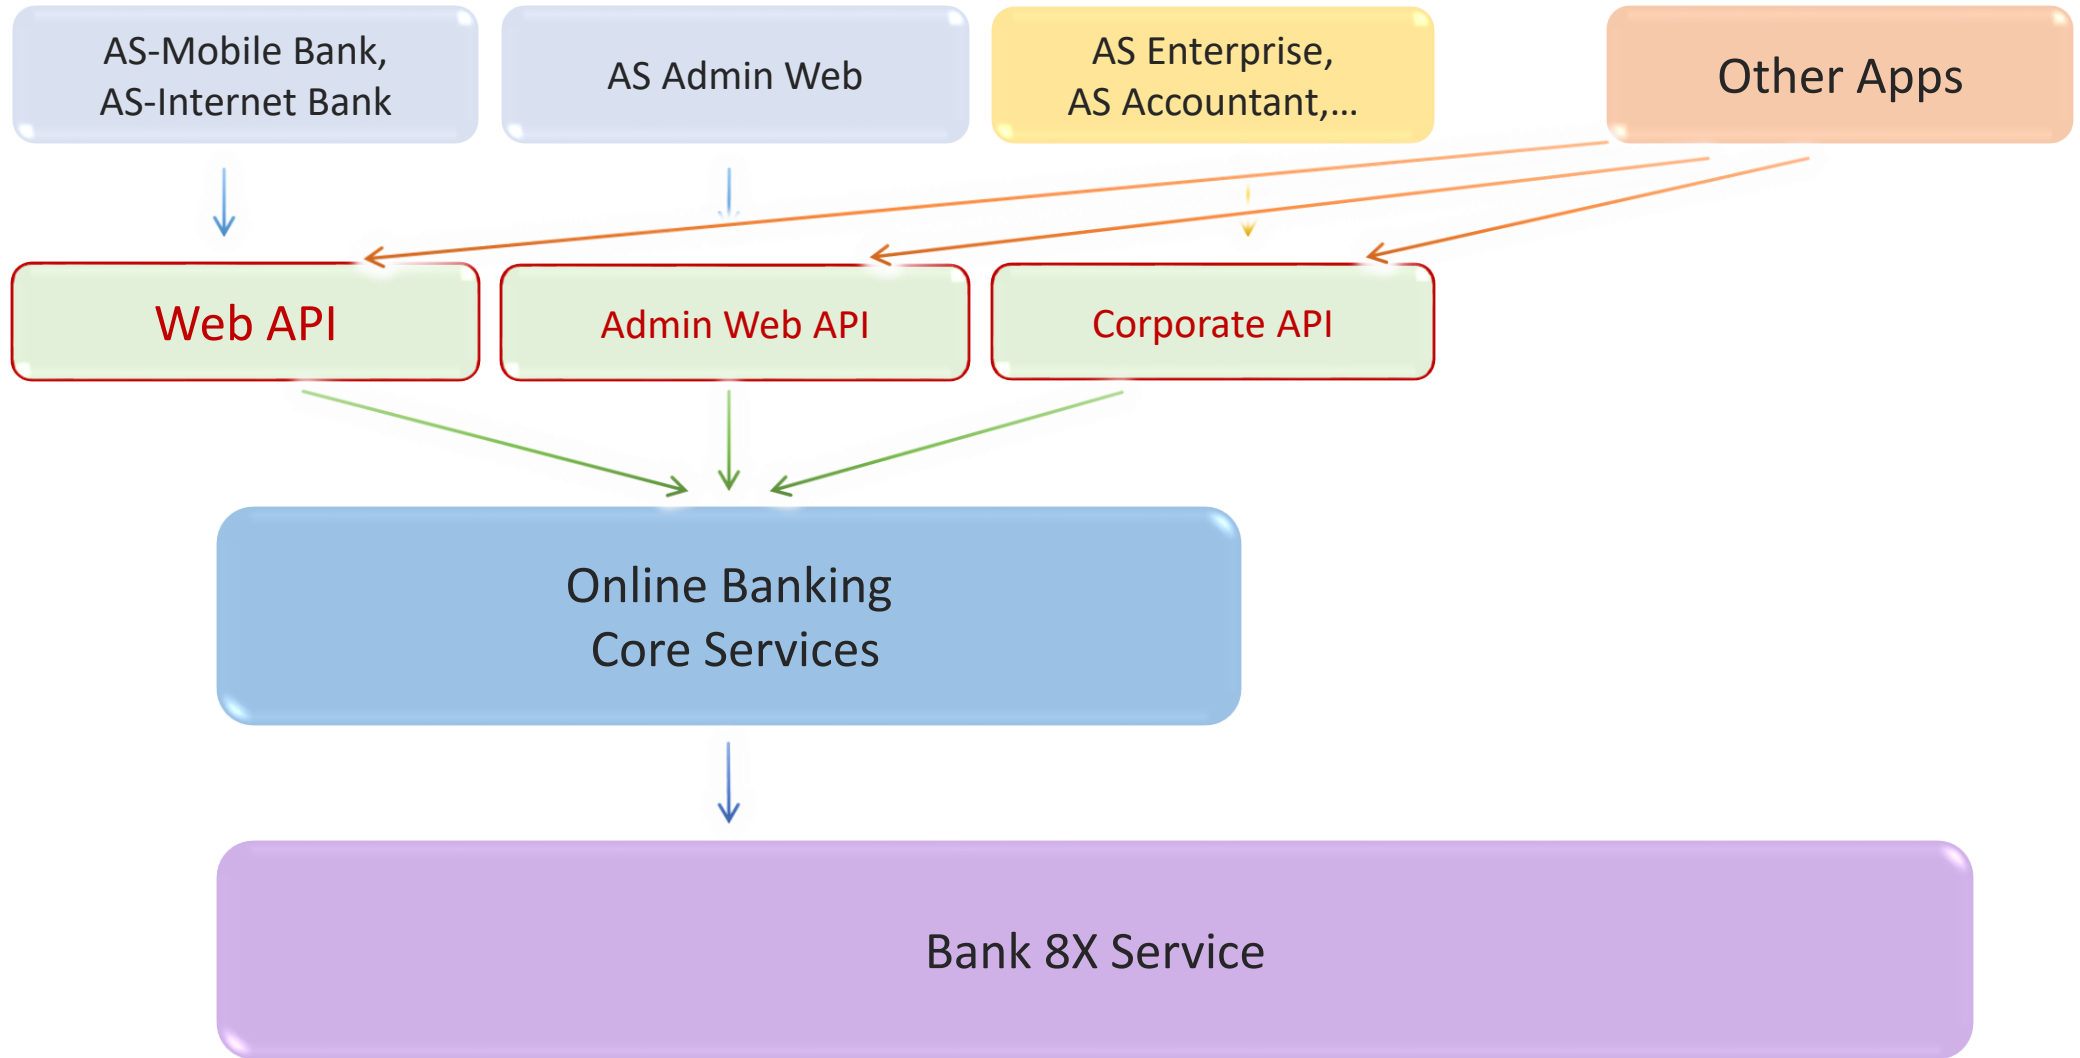 AS-Mobile Bank,
AS-Internet Bank
AS Admin Web
AS Enterprise,
AS Accountant,...
Other Apps
Web API
Admin Web API
Corporate API
Online Banking
Core Services
Bank 8X Service